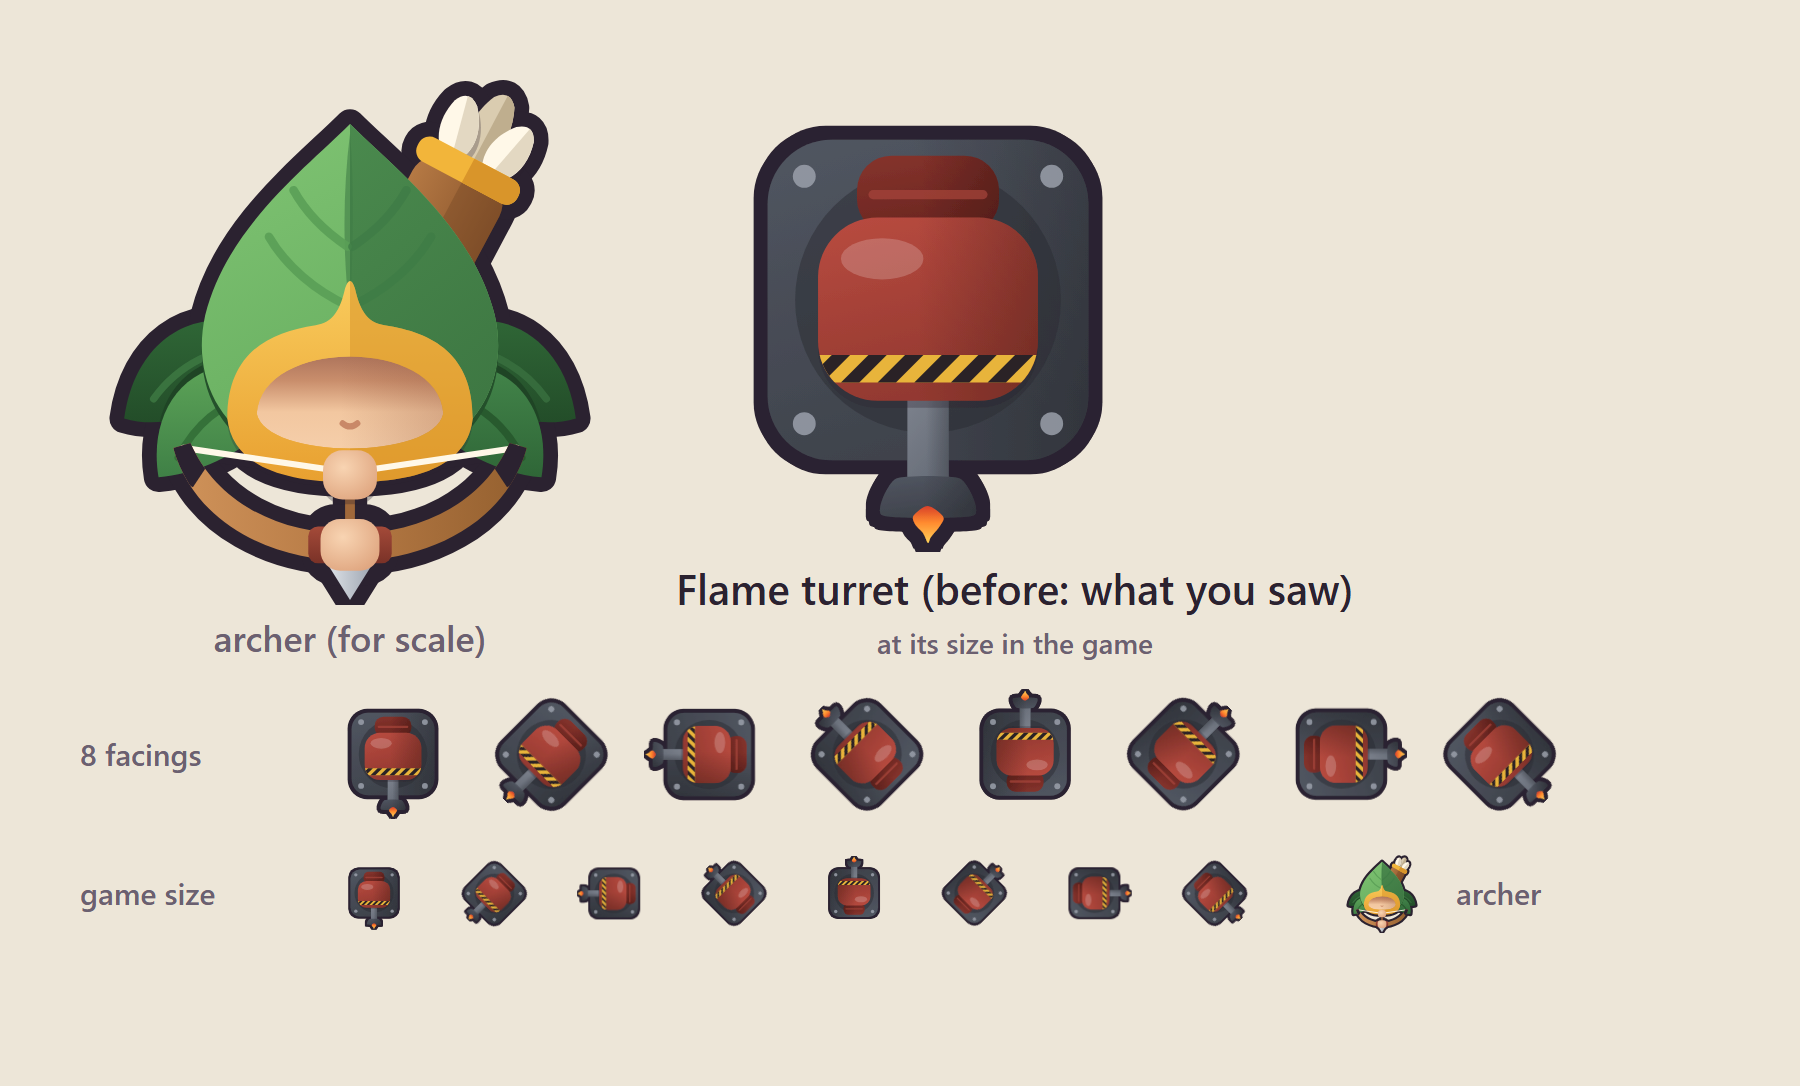 Flame turret (before: what you saw)
archer (for scale)
at its size in the game
8 facings
game size
archer